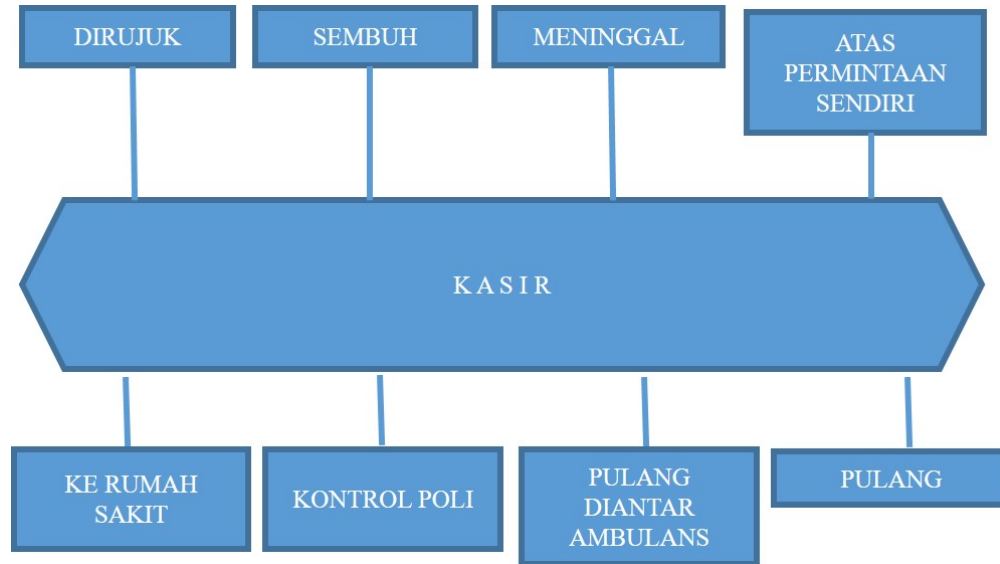 DIRUJUK
SEMBUH
MENINGGAL
ATAS
PERMINTAAN
SENDIRI
K A S I R
KE RUMAH
SAKIT
KONTROL POLI
PULANG
DIANTAR
AMBULANS
PULANG